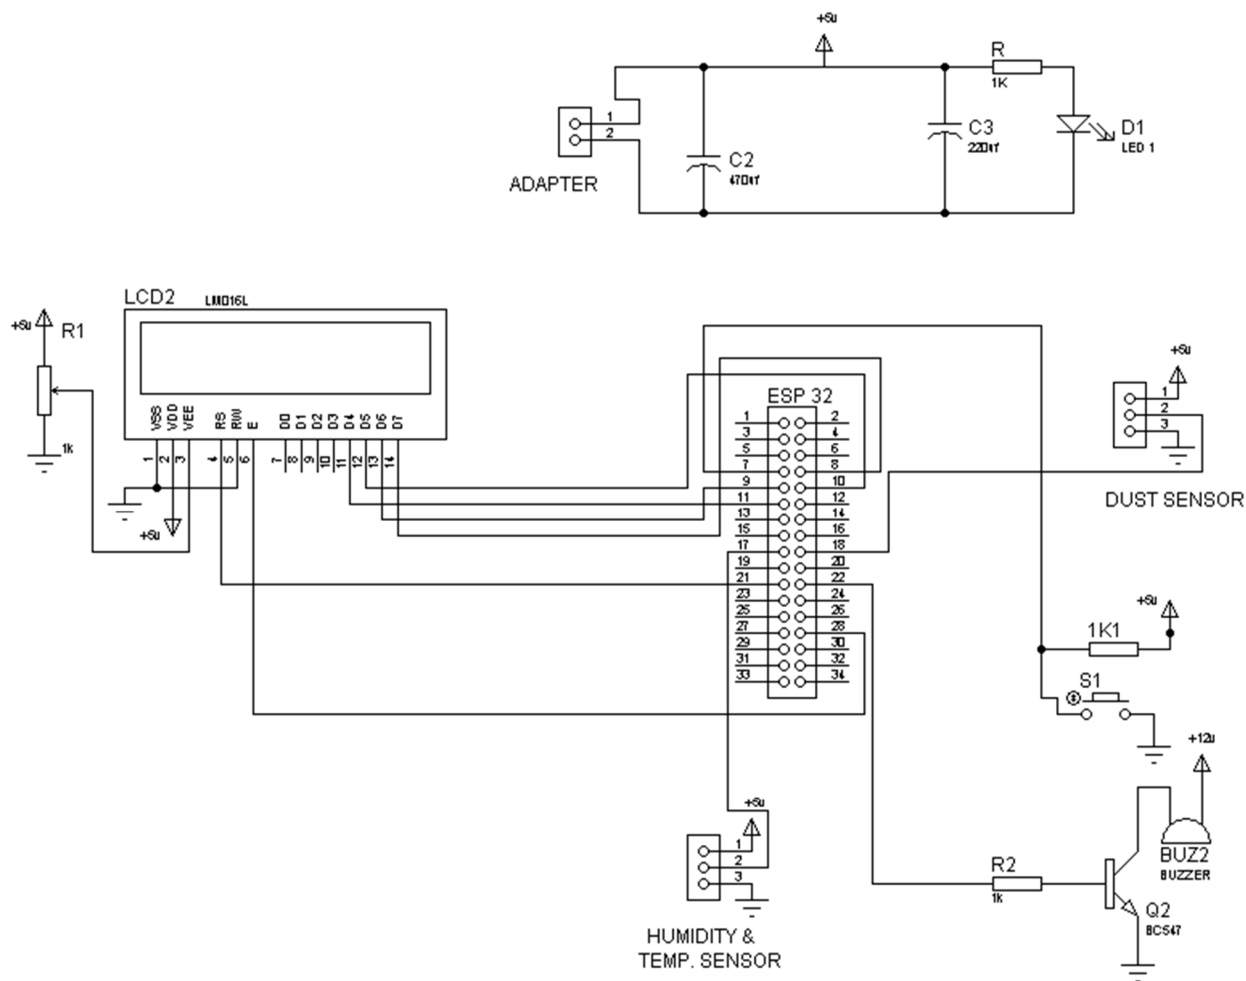 +5v
R
1K
1
2
ADAPTER
C2
470uf
C3
220uf
D1
LED 1
LCD2
LM016L
+5v
R1
1k
VSS
VDD
VEE
RS
RW
E
D0
D1
D2
D3
D4
D5
D6
D7
1
2
3
4
5
6
7
8
9
10
11
12
13
14
+5v
ESP 32
1 2
3 4
5 6
7 8
9 10
11 12
13 14
15 16
17 18
19 20
21 22
23 24
25 26
27 28
29 30
31 32
33 34
+5v
1
2
3
DUST SENSOR
+5v
1K1
S1
+12v
BUZ2
BUZZER
R2
1k
Q2
BC547
+5v
1
2
3
HUMIDITY &
TEMP. SENSOR